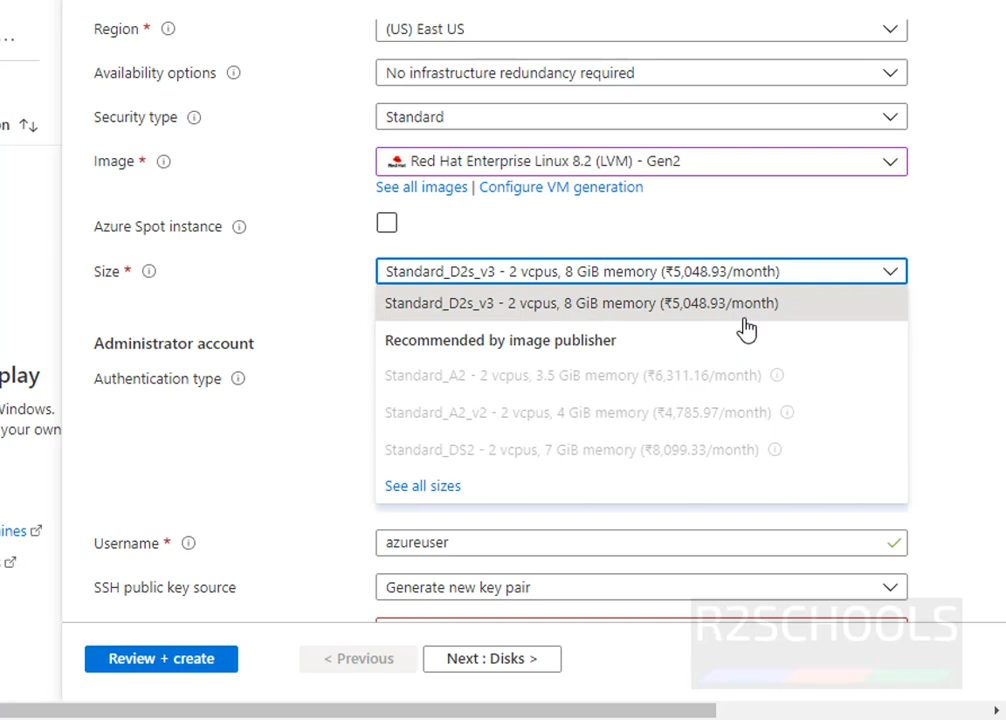 Region *
(US) East US
...
Availability options
No infrastructure redundancy required
on ↑↓
Security type
Standard
Image *
Red Hat Red Hat Enterprise Linux 8.2 (LVM) - Gen2
See all images | Configure VM generation
Azure Spot instance
Size *
Standard_D2s_v3 - 2 vcpus, 8 GiB memory (₹5,048.93/month)
Standard_D2s_v3 - 2 vcpus, 8 GiB memory (₹5,048.93/month)
Recommended by image publisher
Administrator account
play
Authentication type
Standard_A2 - 2 vcpus, 3.5 GiB memory (₹6,311.16/month)
Windows.
Standard_A2_v2 - 2 vcpus, 4 GiB memory (₹4,785.97/month)
your own
Standard_DS2 - 2 vcpus, 7 GiB memory (₹8,099.33/month)
See all sizes
ines
Username *
azureuser
SSH public key source
Generate new key pair
R2SCHOOLS
Review + create
< Previous
Next : Disks >